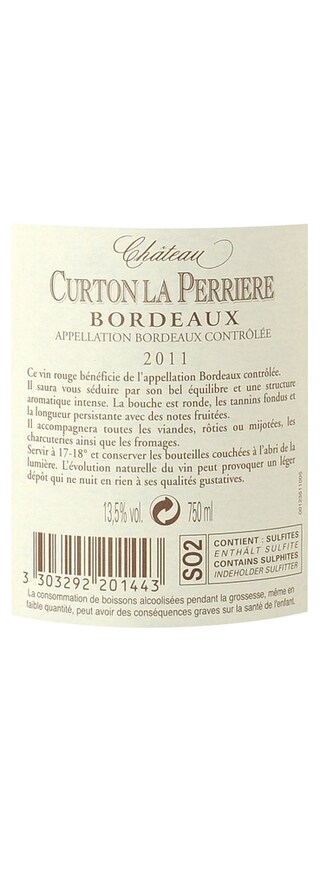 Château
CURTON LA PERRIERE
BORDEAUX
APPELLATION BORDEAUX CONTRÔLÉE
2011
Ce vin rouge bénéficie de l'appellation Bordeaux contrôlée.
Il saura vous séduire par son bel équilibre et une structure
aromatique intense. La bouche est ronde, les tannins fondus et
la longueur persistante avec des notes fruitées.
Il accompagnera toutes les viandes, rôties ou mijotées, les
charcuteries ainsi que les fromages.
Servir à 17-18° et conserver les bouteilles couchées à l'abri de la
lumière. L'évolution naturelle du vin peut provoquer un léger
dépôt qui ne nuit en rien à ses qualités gustatives.
13,5% vol. 750 ml
SO2
CONTIENT : SULFITES
ENTHÄLT SULFITE
CONTAINS SULPHITES
INDEHOLDER SULFITTER
3 303292 201443
La consommation de boissons alcoolisées pendant la grossesse, même en
faible quantité, peut avoir des conséquences graves sur la santé de l'enfant.